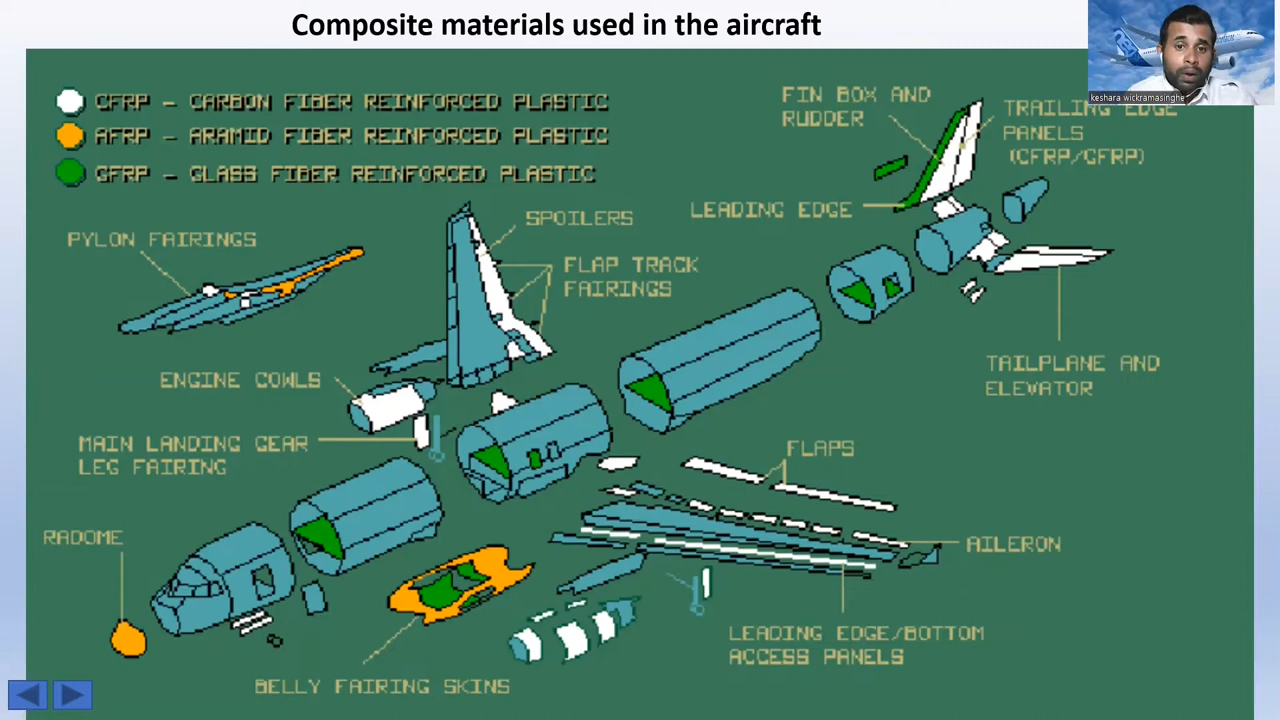 Composite materials used in the aircraft
keshara wickramasinghe
CFRP - CARBON FIBER REINFORCED PLASTIC
AFRP - ARAMID FIBER REINFORCED PLASTIC
GFRP - GLASS FIBER REINFORCED PLASTIC
FIN BOX AND
RUDDER
TRAILING EDGE
PANELS
(CFRP/GFRP)
LEADING EDGE
SPOILERS
PYLON FAIRINGS
FLAP TRACK
FAIRINGS
TAILPLANE AND
ELEVATOR
ENGINE COWLS
MAIN LANDING GEAR
LEG FAIRING
FLAPS
RADOME
AILERON
LEADING EDGE/BOTTOM
ACCESS PANELS
BELLY FAIRING SKINS